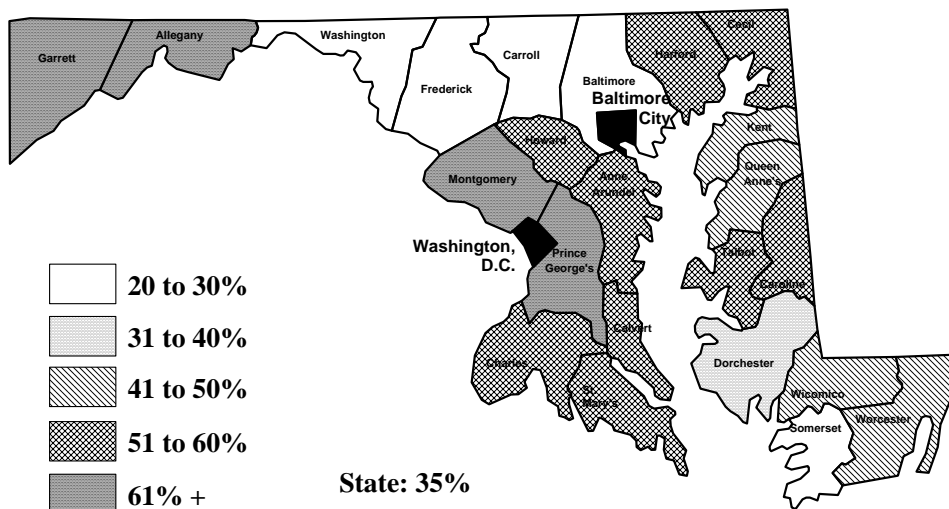 Garrett
Allegany
Washington
Frederick
Carroll
Baltimore
Baltimore
City
Harford
Cecil
Howard
Montgomery
Anne
Arundel
Kent
Queen
Anne's
Washington,
D.C.
Prince
George's
Talbot
Caroline
Calvert
Charles
St.
Mary's
Dorchester
Wicomico
Somerset
Worcester
20 to 30%
31 to 40%
41 to 50%
51 to 60%
61% +
State: 35%